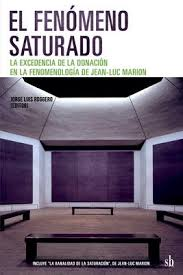 EL FENÓMENO
SATURADO
LA EXCEDENCIA DE LA DONACIÓN
EN LA FENOMENOLOGÍA DE JEAN-LUC MARION
JORGE LUIS ROGGERO
(EDITOR)
INCLUYE "LA BANALIDAD DE LA SATURACIÓN", DE JEAN-LUC MARION
sb